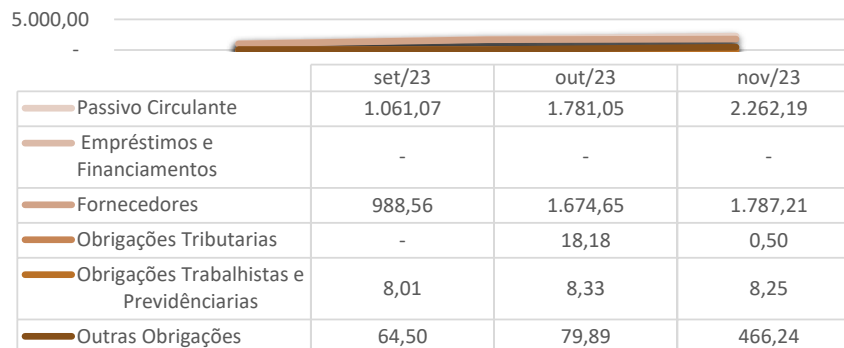 5.000,00
-
set/23 out/23 nov/23
Passivo Circulante 1.061,07 1.781,05 2.262,19
Empréstimos e
Financiamentos - - -
Fornecedores 988,56 1.674,65 1.787,21
Obrigações Tributarias - 18,18 0,50
Obrigações Trabalhistas e
Previdênciarias 8,01 8,33 8,25
Outras Obrigações 64,50 79,89 466,24